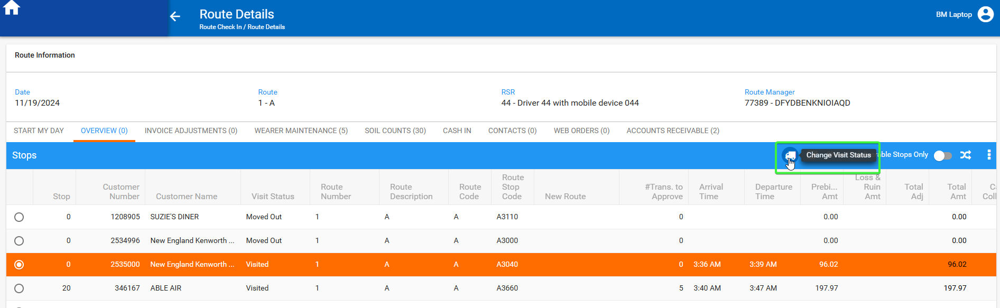 Route Details
Route Check In / Route Details
BM Laptop
Route Information
Date
11/19/2024
Route
1 - A
RSR
44 - Driver 44 with mobile device 044
Route Manager
77389 - DFYDBENKNIOIAQD
START MY DAY OVERVIEW (0) INVOICE ADJUSTMENTS (0) WEARER MAINTENANCE (5) SOIL COUNTS (30) CASH IN CONTACTS (0) WEB ORDERS (0) ACCOUNTS RECEIVABLE (2)
Stops
Change Visit Status
Stops Only
Stop
Customer
Number
Customer Name
Visit Status
Route
Number
Route
Description
Route
Code
Route
Stop
Code
New Route
#Trans. to
Approve
Arrival
Time
Departure
Time
Prebi...
Amt
Loss &
Ruin
Amt
Total
Adj
Total
Amt
0 1208905 SUZIE'S DINER Moved Out 1 A A A3110 0 0.00 0.00
0 2534996 New England Kenworth ... Moved Out 1 A A A3000 0 0.00 0.00
0 2535000 New England Kenworth ... Visited 1 A A A3040 0 3:36 AM 3:39 AM 96.02 96.02
20 346167 ABLE AIR Visited 1 A A A3660 5 3:40 AM 3:47 AM 197.97 197.97